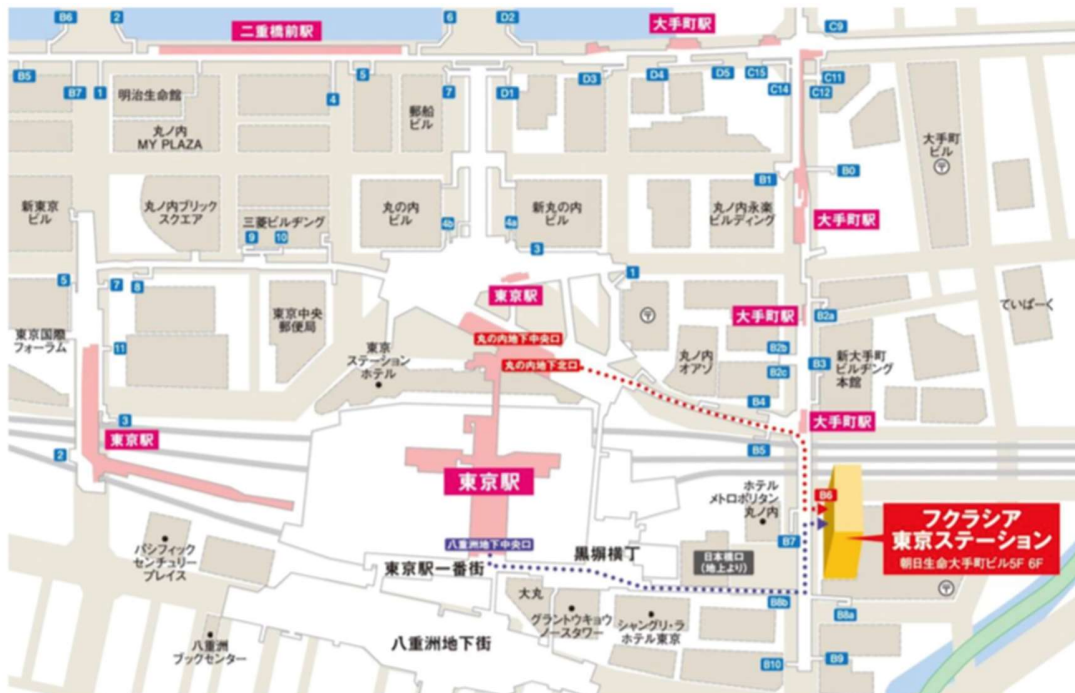 B6
2
6
D2
C9
二重橋前駅
大手町駅
B5
B7
1
5
4
7
D1
D3
D4
D5
C15
C14
C11
C12
明治生命館
丸ノ内
MY PLAZA
郵船
ビル
大手町
ビル
B1
B0
新東京
ビル
丸ノ内ブリック
スクエア
三菱ビルヂング
9
10
丸の内
ビル
4b
4a
新丸の内
ビル
3
丸ノ内永楽
ビルディング
大手町駅
5
7
8
1
東京国際
フォーラム
東京中央
郵便局
東京駅
大手町駅
B2a
ていぱーく
11
東京
ステーション
ホテル
丸の内地下中央口
丸の内地下北口
丸ノ内
オアゾ
B2b
B2c
B3
新大手町
ビルヂング
本館
B4
3
東京駅
2
大手町駅
B5
東京駅
ホテル
メトロポリタン
丸ノ内
B6
フクラシア
東京ステーション
朝日生命大手町ビル5F 6F
パシフィック
センチュリー
プレイス
八重洲地下中央口
黒塀横丁
日本橋口
(地上より)
B7
東京駅一番街
大丸
グラントウキョウ
ノースタワー
シャングリ・ラ
ホテル東京
B8b
B8a
八重洲
ブックセンター
八重洲地下街
B10
B9